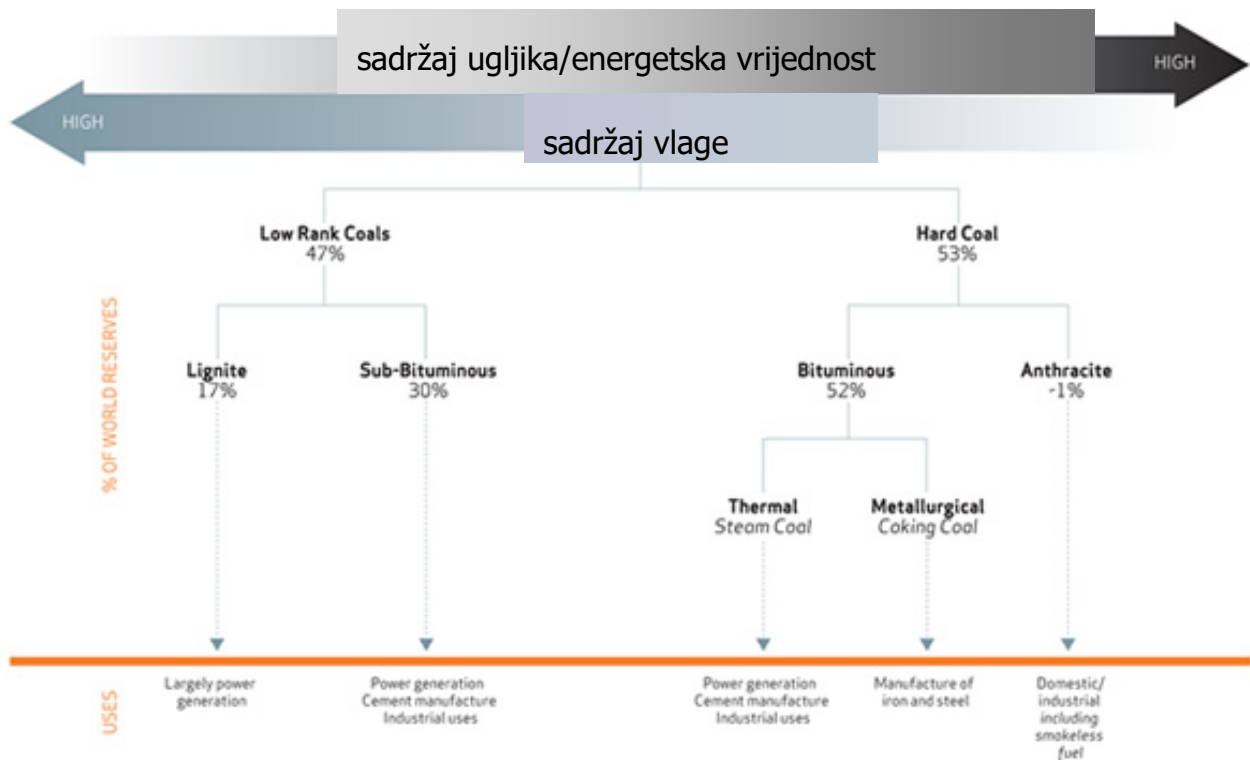 sadržaj ugljika/energetska vrijednost
HIGH
HIGH
sadržaj vlage
Low Rank Coals
47%
Hard Coal
53%
% OF WORLD RESERVES
Lignite
17%
Sub-Bituminous
30%
Bituminous
52%
Anthracite
~1%
Thermal
Steam Coal
Metallurgical
Coking Coal
USES
Largely power
generation
Power generation
Cement manufacture
Industrial uses
Power generation
Cement manufacture
Industrial uses
Manufacture of
iron and steel
Domestic/
industrial
including
smokeless
fuel